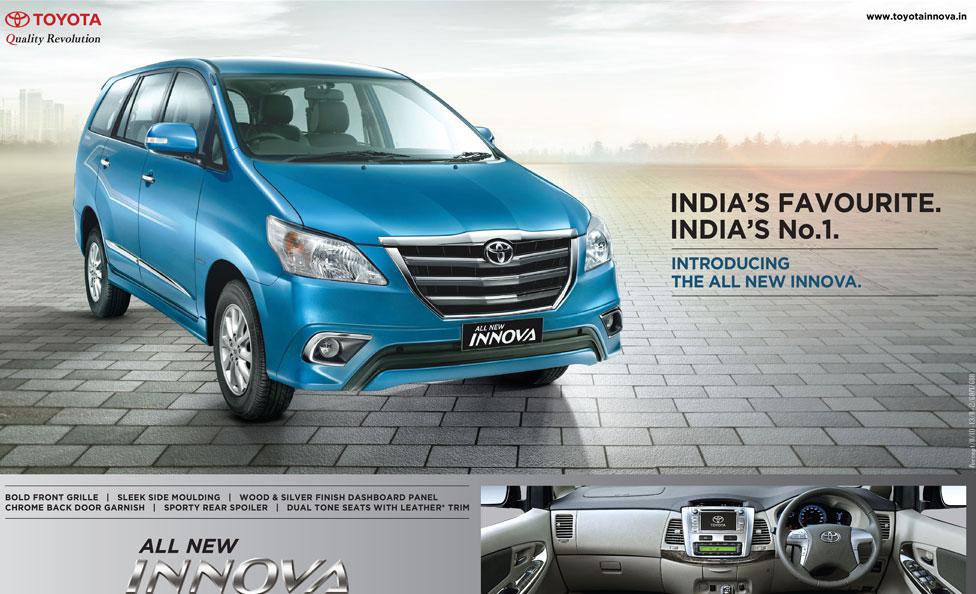 TOYOTA
Quality Revolution
www.toyotainnova.in
INDIA'S FAVOURITE.
INDIA'S No.1.
INTRODUCING
THE ALL NEW INNOVA.
ALL NEW
INNOVA
BOLD FRONT GRILLE | SLEEK SIDE MOULDING | WOOD & SILVER FINISH DASHBOARD PANEL
CHROME BACK DOOR GARNISH | SPORTY REAR SPOILER | DUAL TONE SEATS WITH LEATHER* TRIM
ALL NEW
INNOVA
TOYOTA